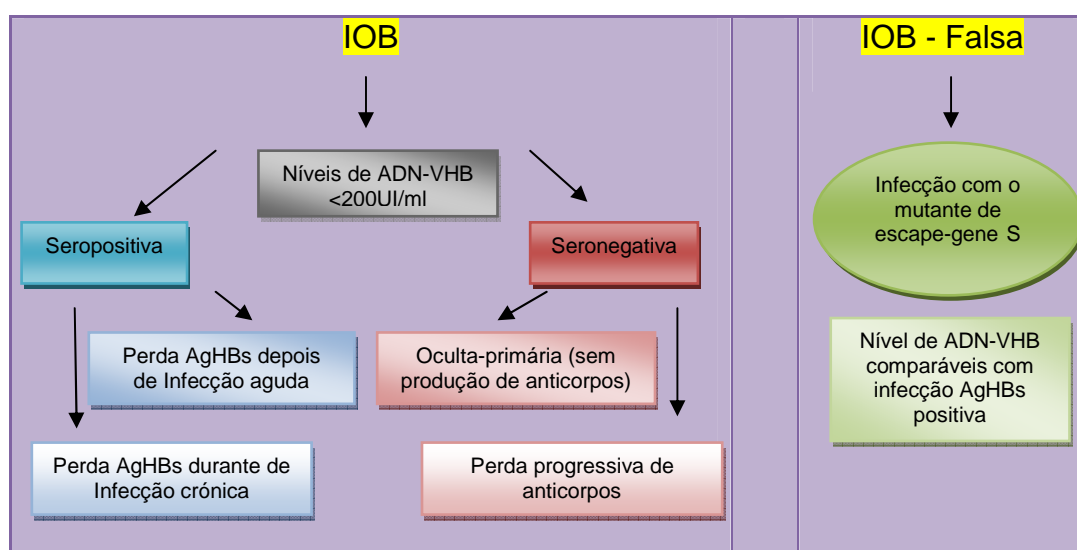 IOB
Níveis de ADN-VHB
<200UI/ml
Seropositiva
Seronegativa
Perda AgHBs depois
de Infecção aguda
Oculta-primária (sem
produção de anticorpos)
Perda AgHBs durante de
Infecção crónica
Perda progressiva de
anticorpos
IOB - Falsa
Infecção com o
mutante de
escape-gene S
Nível de ADN-VHB
comparáveis com
infecção AgHBs
positiva